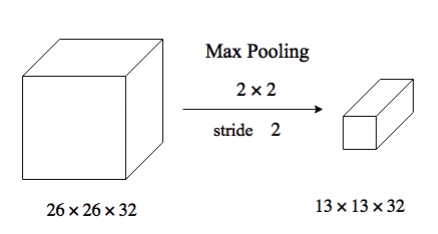 Max Pooling
2 × 2
stride 2
26 × 26 × 32
13 × 13 × 32